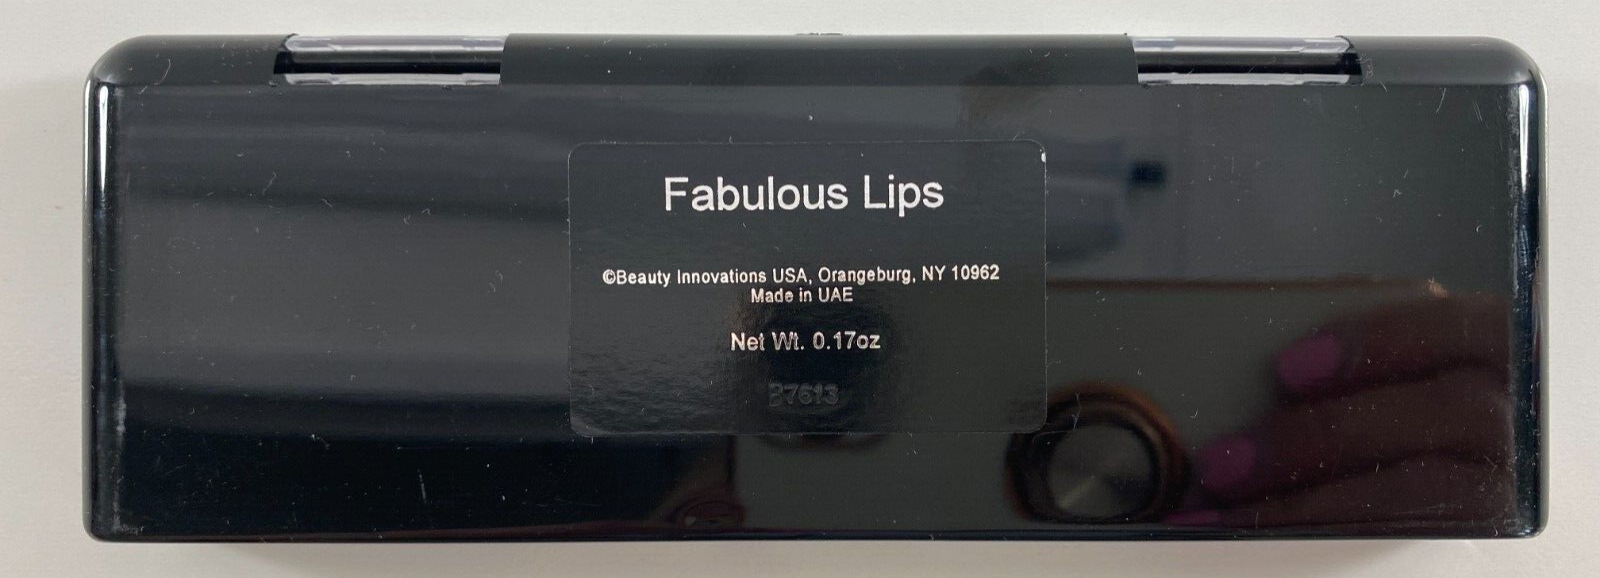 Fabulous Lips
©Beauty Innovations USA, Orangeburg, NY 10962
Made in UAE
Net Wt. 0.17oz
B7613